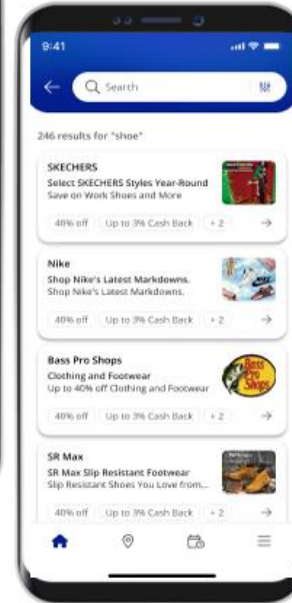 9:41
Search
246 results for "shoe"
SKECHERS
Select SKECHERS Styles Year-Round
Save on Work Shoes and More
40% off Up to 3% Cash Back + 2
Nike
Shop Nike's Latest Markdowns.
Shop Nike's Latest Markdowns.
40% off Up to 3% Cash Back + 2
Bass Pro Shops
Clothing and Footwear
Up to 40% off Clothing and Footwear
Bass
Pro
Shops
40% off Up to 3% Cash Back + 2
SR Max
SR Max Slip Resistant Footwear
Slip Resistant Shoes You Love from...
40% off Up to 3% Cash Back + 2